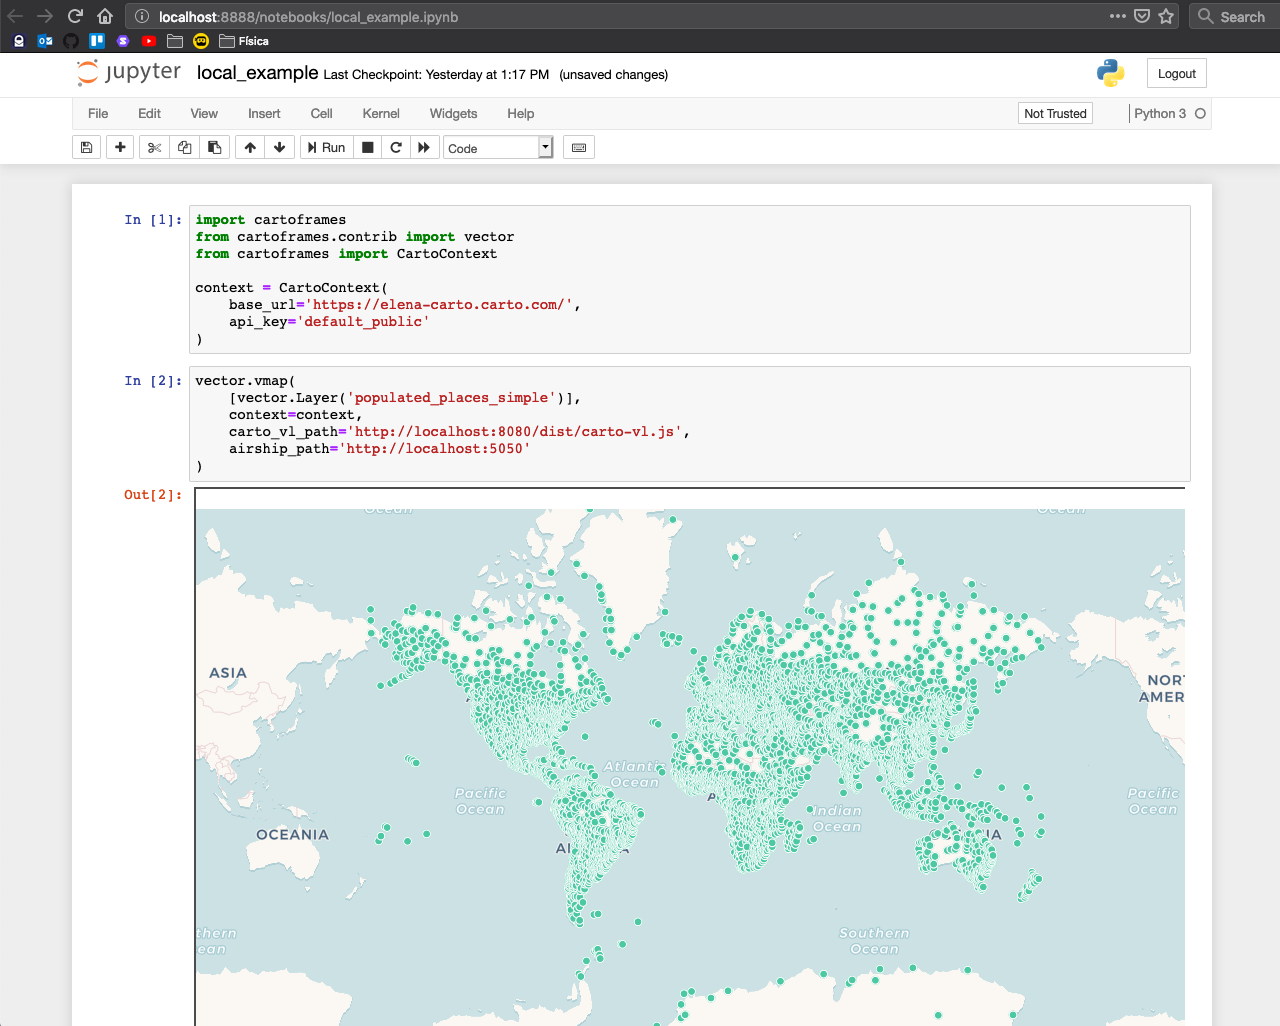 localhost:8888/notebooks/local_example.ipynb
Search
Física
jupyter local_example Last Checkpoint: Yesterday at 1:17 PM (unsaved changes)
Logout
File Edit View Insert Cell Kernel Widgets Help
Not Trusted
Python 3
Run
Code
In [1]:
import cartoframes
from cartoframes.contrib import vector
from cartoframes import CartoContext
context = CartoContext(
base_url='https://elena-carto.carto.com/',
api_key='default_public'
)
In [2]:
vector.vmap(
[vector.Layer('populated_places_simple')],
context=context,
carto_vl_path='http://localhost:8080/dist/carto-vl.js',
airship_path='http://localhost:5050'
)
Out[2]:
Ocean
Ocean
ASIA
NOR
AMER
Atlantic
Ocean
Pacific
Ocean
Indian
Ocean
Pacific
Ocean
OCEANIA
thern
ean
Southern
Ocean